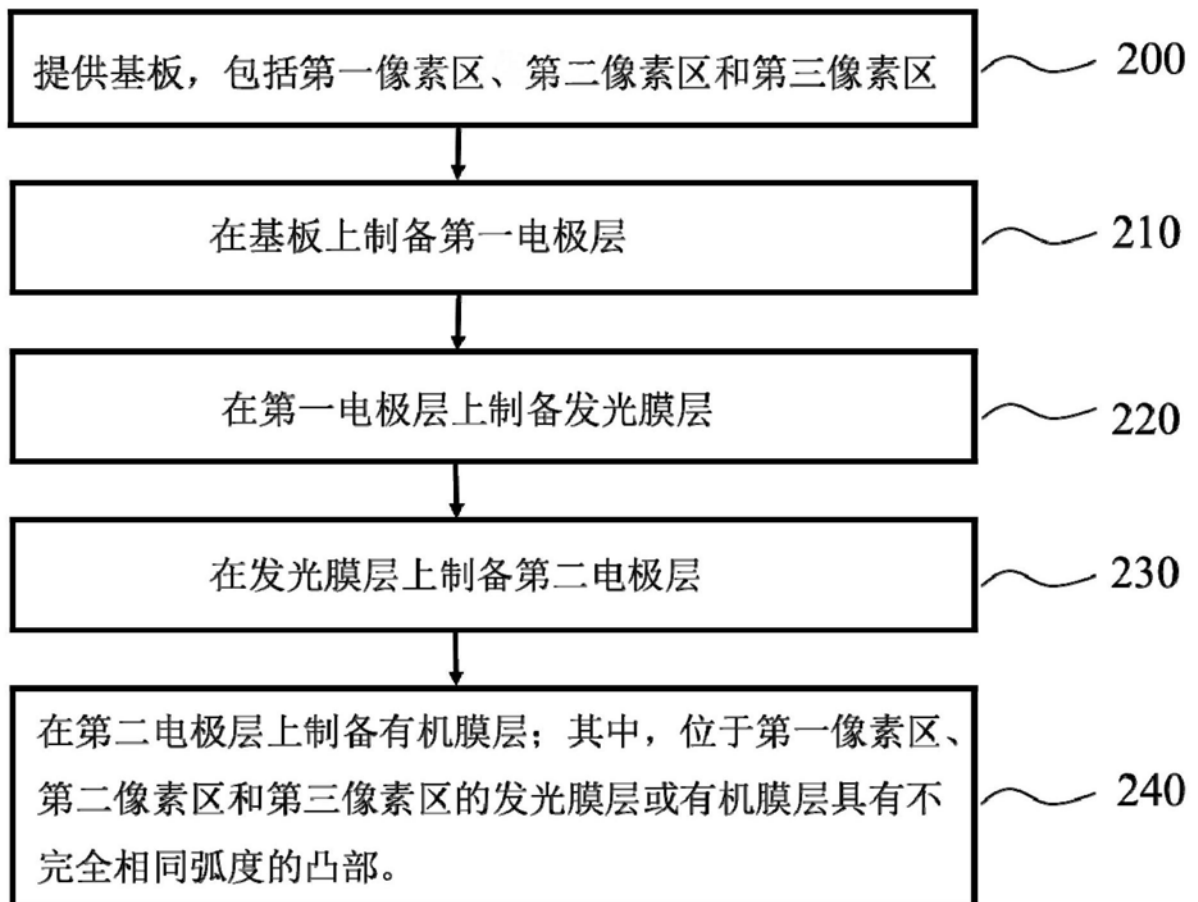 提供基板，包括第一像素区、第二像素区和第三像素区
200
在基板上制备第一电极层
210
在第一电极层上制备发光膜层
220
在发光膜层上制备第二电极层
230
在第二电极层上制备有机膜层；其中，位于第一像素区、
第二像素区和第三像素区的发光膜层或有机膜层具有不
完全相同弧度的凸部。
240